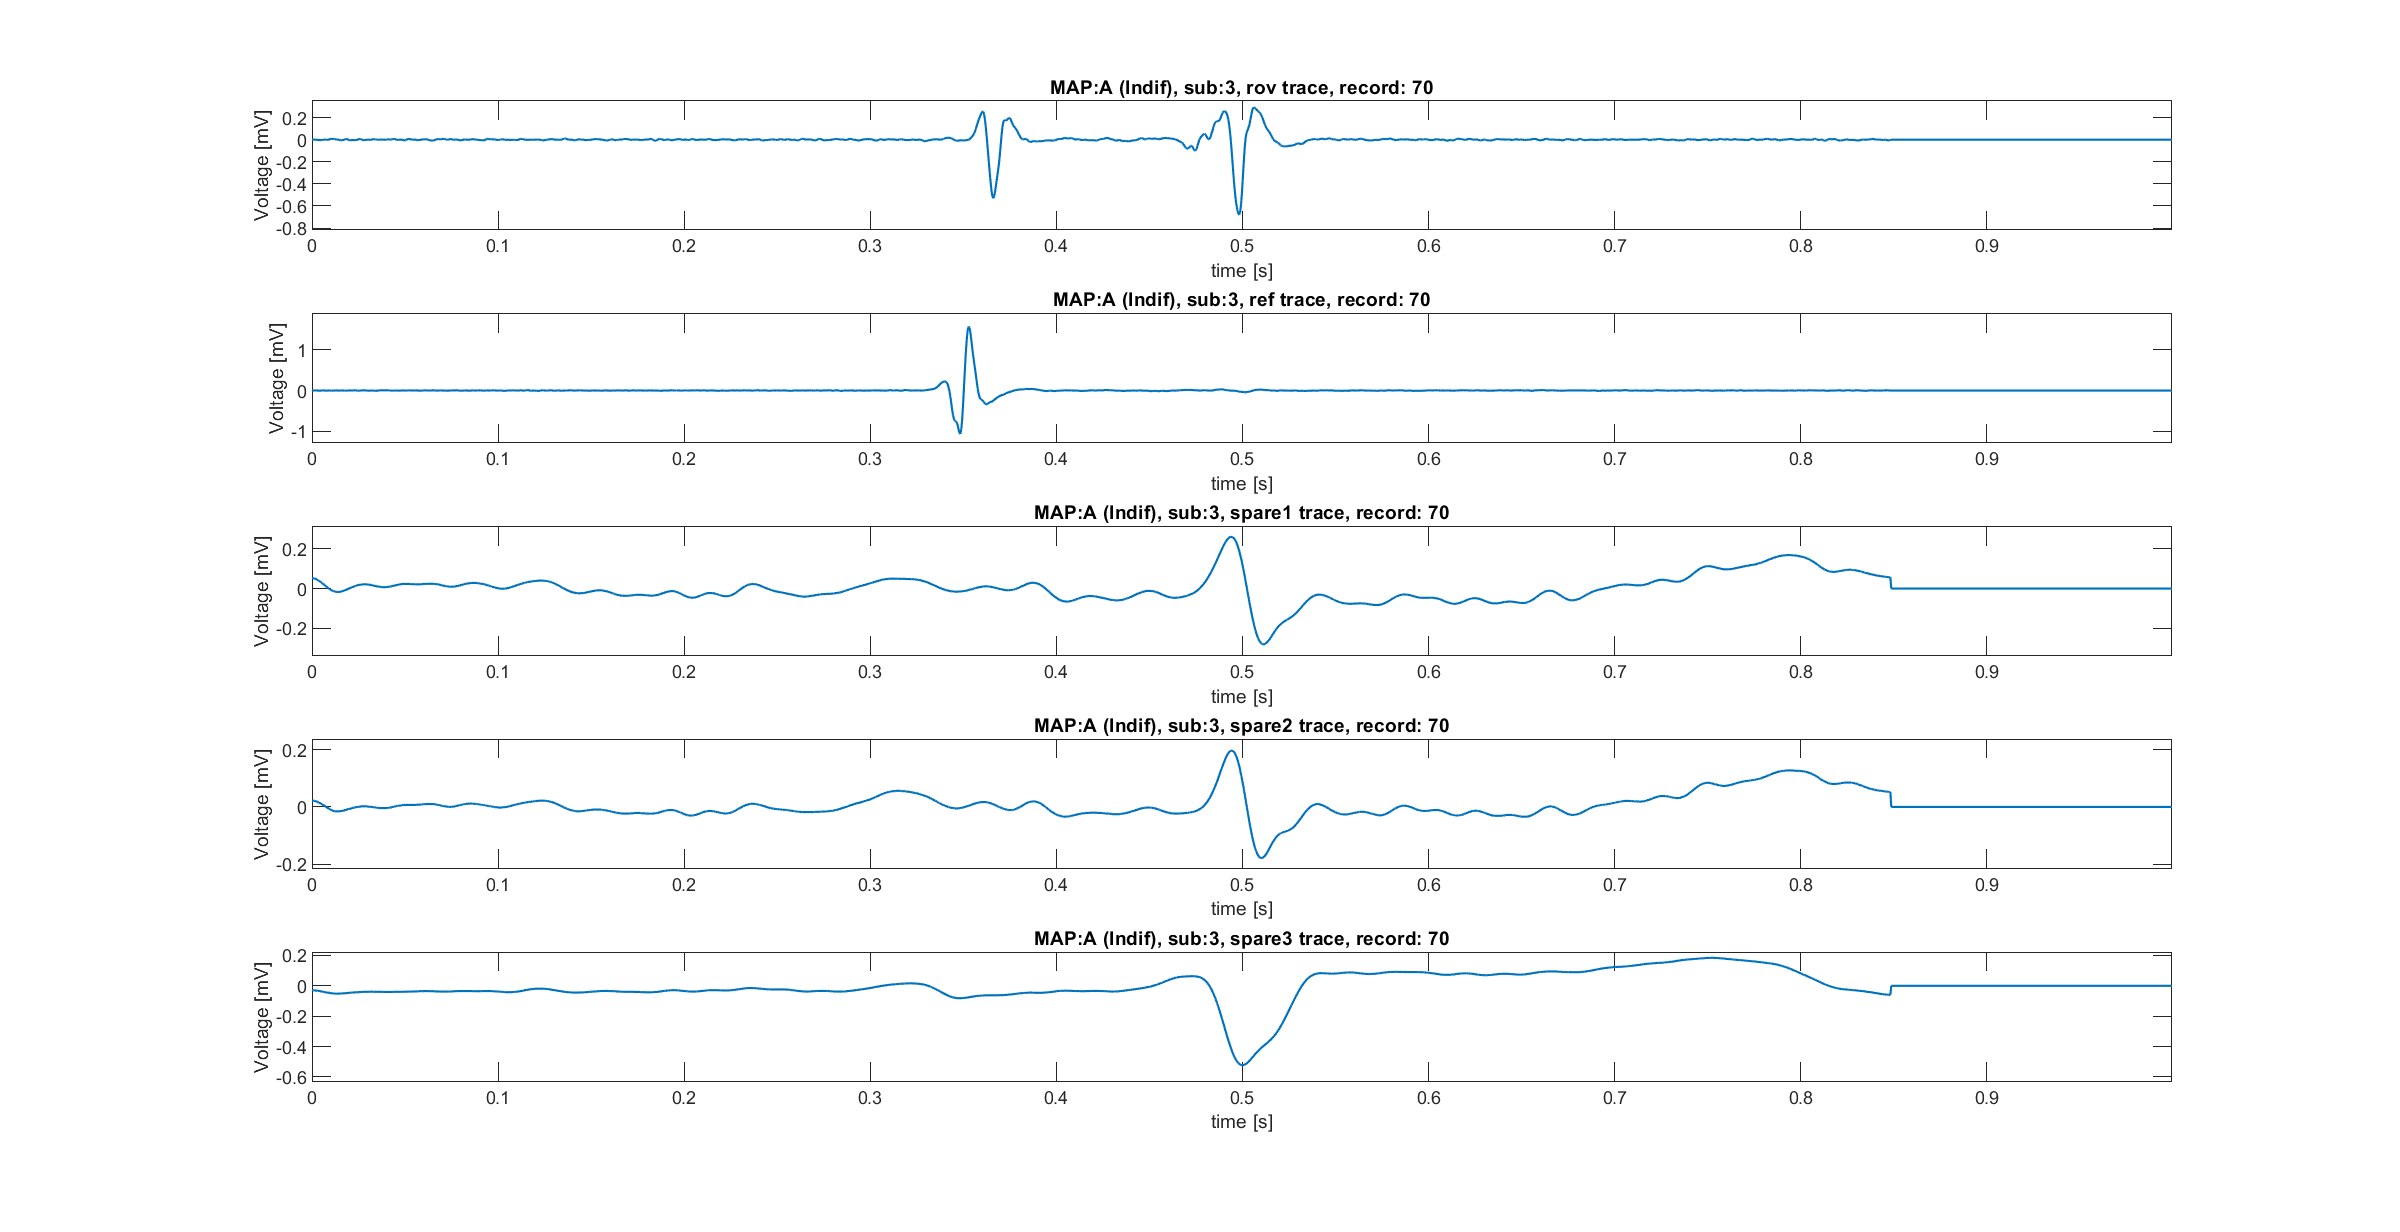 MAP:A (Indif), sub:3, rov trace, record: 70
Voltage [mV]
0.2
0
-0.2
-0.4
-0.6
-0.8
0 0.1 0.2 0.3 0.4 0.5 0.6 0.7 0.8 0.9
time [s]
MAP:A (Indif), sub:3, ref trace, record: 70
Voltage [mV]
1
0
-1
0 0.1 0.2 0.3 0.4 0.5 0.6 0.7 0.8 0.9
time [s]
MAP:A (Indif), sub:3, spare1 trace, record: 70
Voltage [mV]
0.2
0
-0.2
0 0.1 0.2 0.3 0.4 0.5 0.6 0.7 0.8 0.9
time [s]
MAP:A (Indif), sub:3, spare2 trace, record: 70
Voltage [mV]
0.2
0
-0.2
0 0.1 0.2 0.3 0.4 0.5 0.6 0.7 0.8 0.9
time [s]
MAP:A (Indif), sub:3, spare3 trace, record: 70
Voltage [mV]
0.2
0
-0.2
-0.4
-0.6
0 0.1 0.2 0.3 0.4 0.5 0.6 0.7 0.8 0.9
time [s]